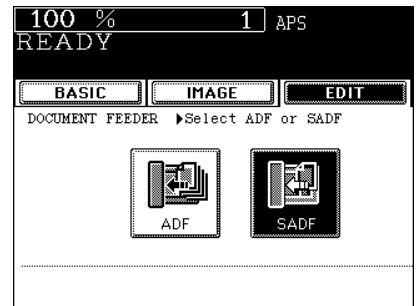 100 % 1 APS
READY
BASIC IMAGE EDIT
DOCUMENT FEEDER ▶Select ADF or SADF
ADF SADF